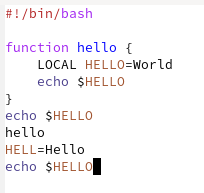 #!/bin/bash
function hello {
LOCAL HELLO=World
echo $HELLO
}
echo $HELLO
hello
HELL=Hello
echo $HELLO